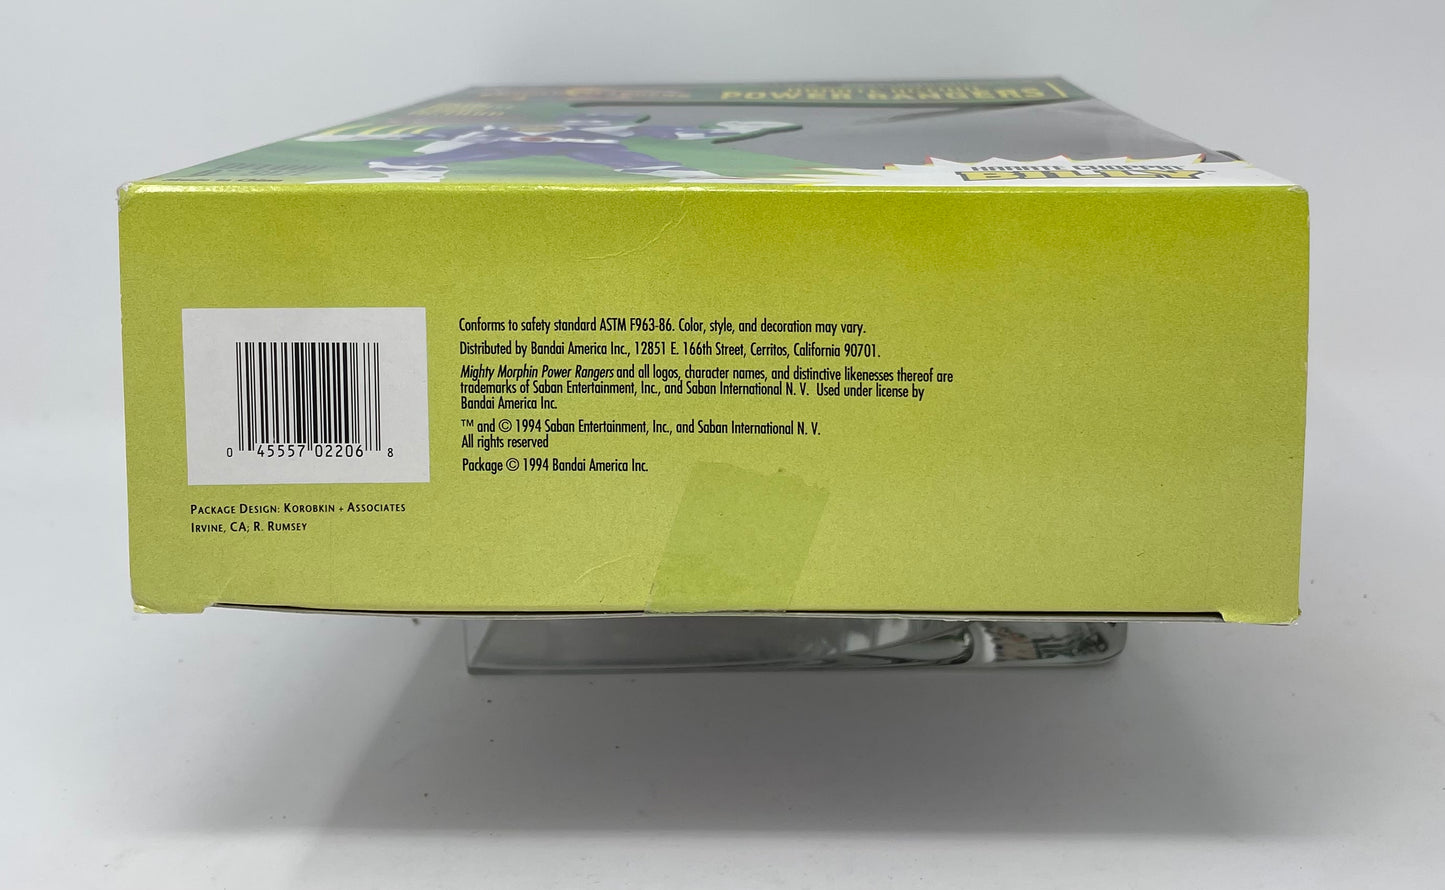 POWER RANGERS
BILLY
Conforms to safety standard ASTM F963-86. Color, style, and decoration may vary.
Distributed by Bandai America Inc., 12851 E. 166th Street, Cerritos, California 90701.
Mighty Morphin Power Rangers and all logos, character names, and distinctive likenesses thereof are
trademarks of Saban Entertainment, Inc., and Saban International N. V. Used under license by
Bandai America Inc.
™ and © 1994 Saban Entertainment, Inc., and Saban International N. V.
All rights reserved
Package © 1994 Bandai America Inc.
0 45557 02206 8
PACKAGE DESIGN: KOROBKIN + ASSOCIATES
IRVINE, CA; R. RUMSEY